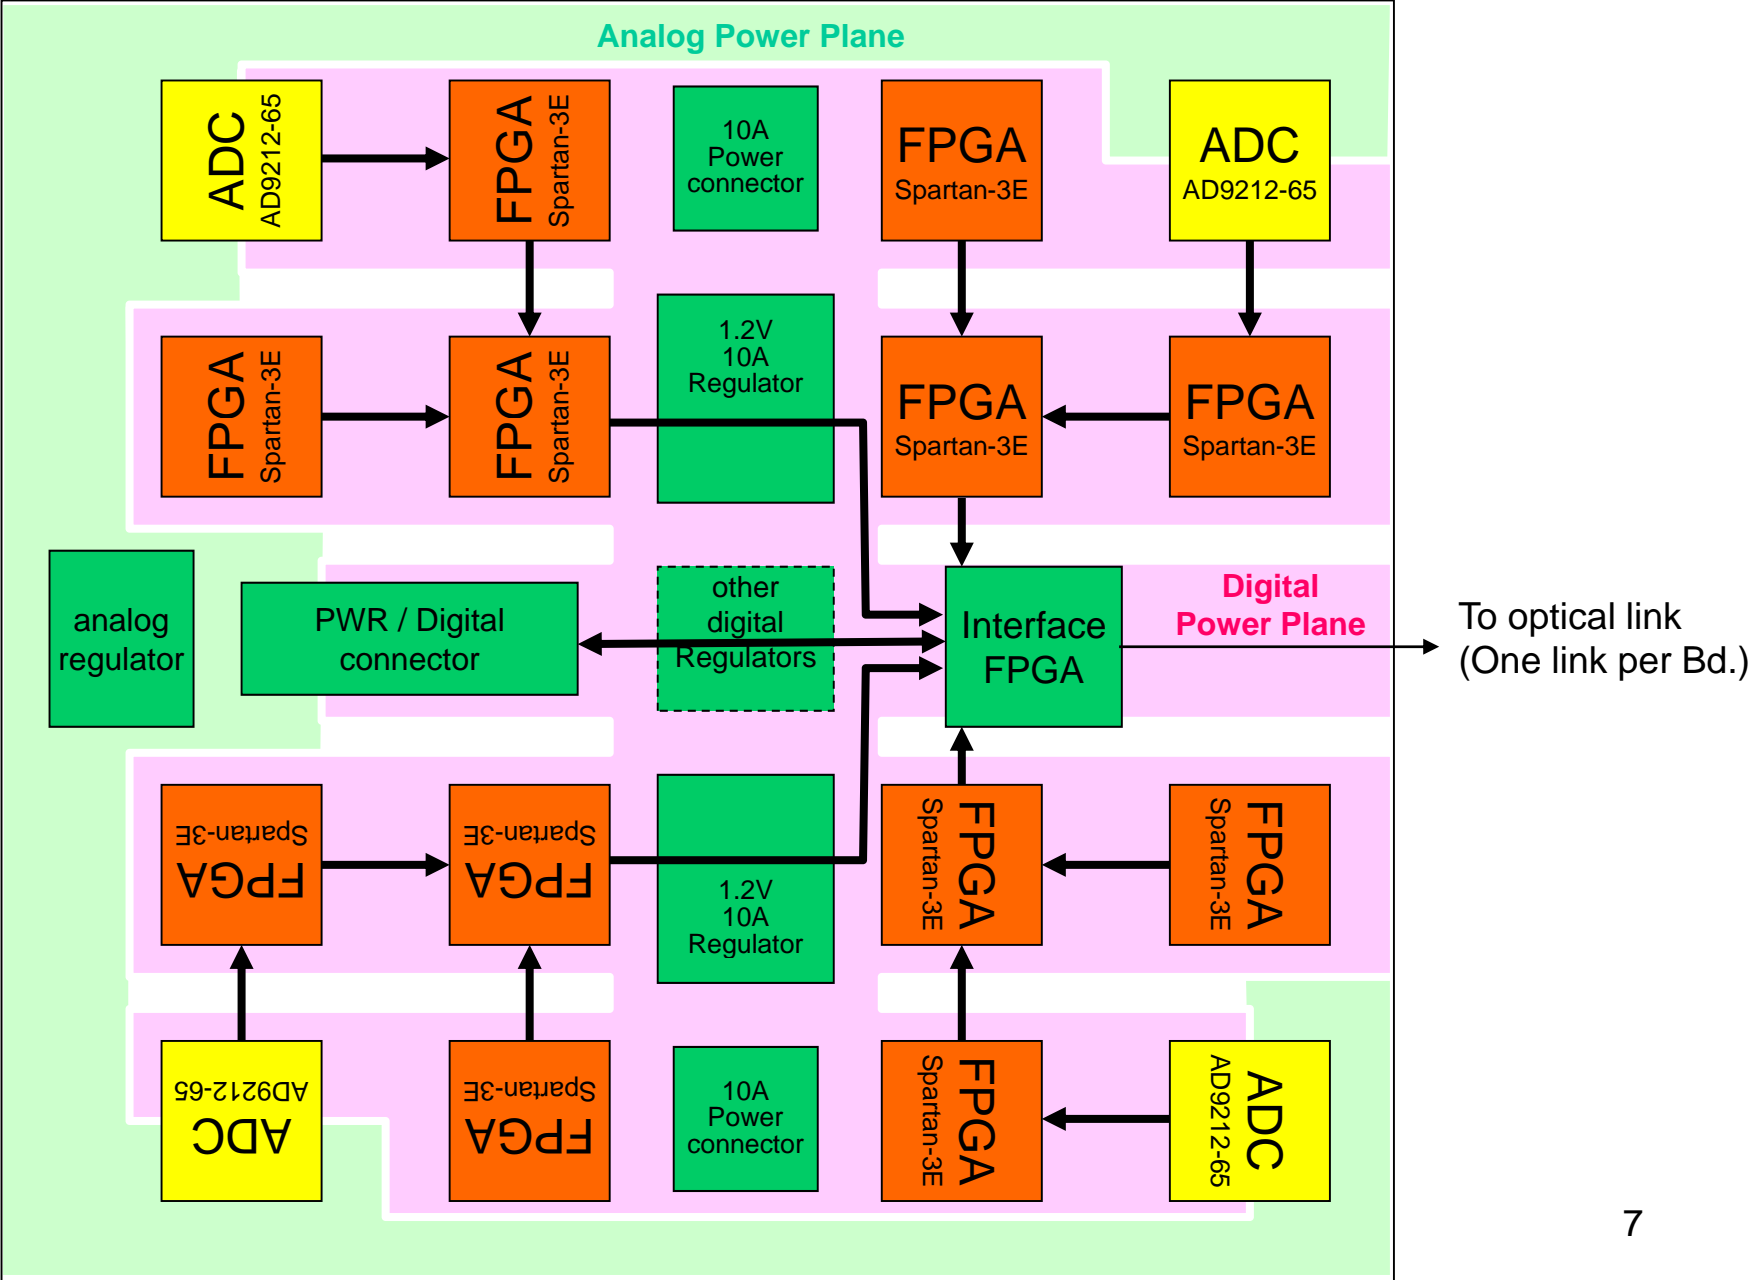 Analog Power Plane
ADC
AD9212-65
FPGA
Spartan-3E
10A
Power
connector
FPGA
Spartan-3E
ADC
AD9212-65
FPGA
Spartan-3E
FPGA
Spartan-3E
1.2V
10A
Regulator
FPGA
Spartan-3E
FPGA
Spartan-3E
analog
regulator
PWR / Digital
connector
other
digital
Regulators
Interface
FPGA
Digital
Power Plane
To optical link
(One link per Bd.)
FPGA
Spartan-3E
FPGA
Spartan-3E
1.2V
10A
Regulator
FPGA
Spartan-3E
FPGA
Spartan-3E
ADC
AD9212-65
FPGA
Spartan-3E
10A
Power
connector
FPGA
Spartan-3E
ADC
AD9212-65
7